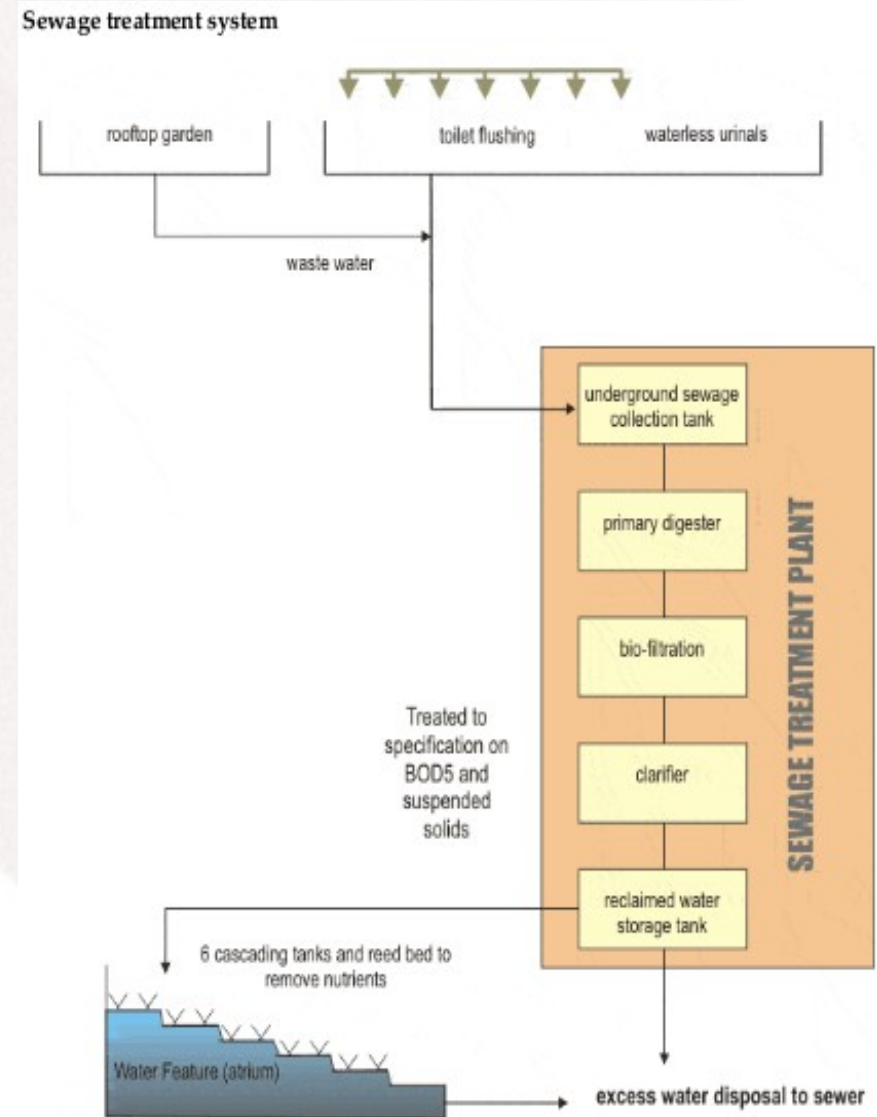 Sewage treatment system
rooftop garden
toilet flushing
waterless urinals
waste water
underground sewage
collection tank
primary digester
bio-filtration
clarifier
reclaimed water
storage tank
SEWAGE TREATMENT PLANT
Treated to
specification on
BOD5 and
suspended
solids
6 cascading tanks and reed bed to
remove nutrients
Water Feature (atrium)
excess water disposal to sewer